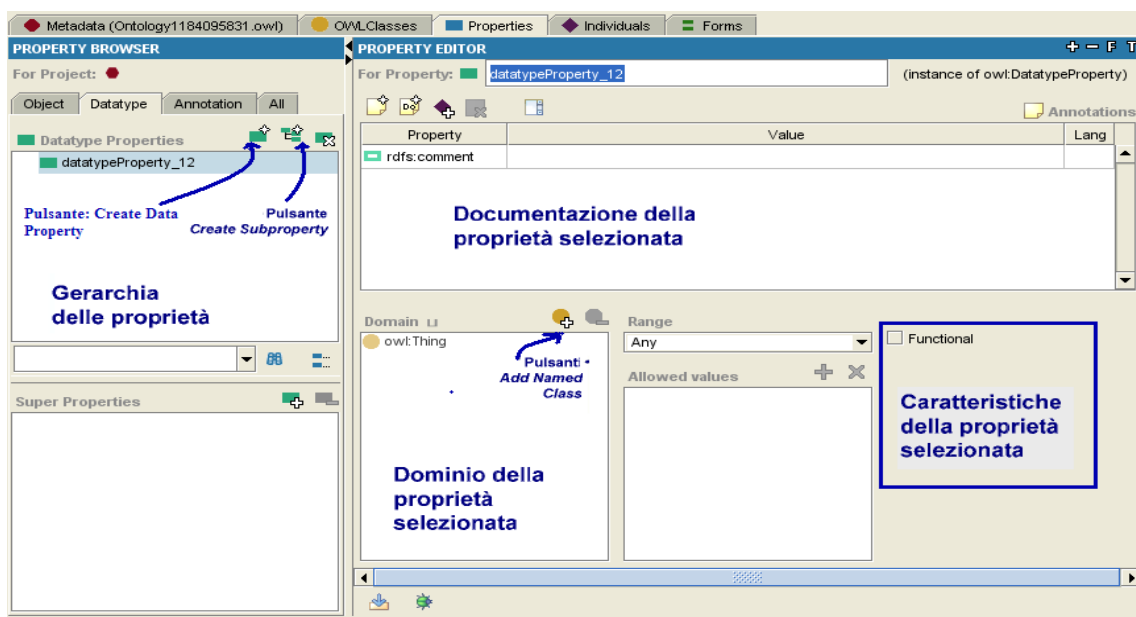 Metadata (Ontology1184095831.owl) OWLClasses Properties Individuals Forms
PROPERTY BROWSER
For Project:
Object Datatype Annotation All
Datatype Properties
datatypeProperty_12
Pulsante: Create Data
Property
Pulsante
Create Subproperty
Gerarchia
delle proprietà
Super Properties
PROPERTY EDITOR
+ − F T
For Property: datatypeProperty_12 (instance of owl:DatatypeProperty)
Annotations
Property Value Lang
rdfs:comment
Documentazione della
proprietà selezionata
Domain
owl:Thing
Pulsanti
Add Named
Class
Dominio della
proprietà
selezionata
Range
Any
Allowed values
Functional
Caratteristiche
della proprietà
selezionata